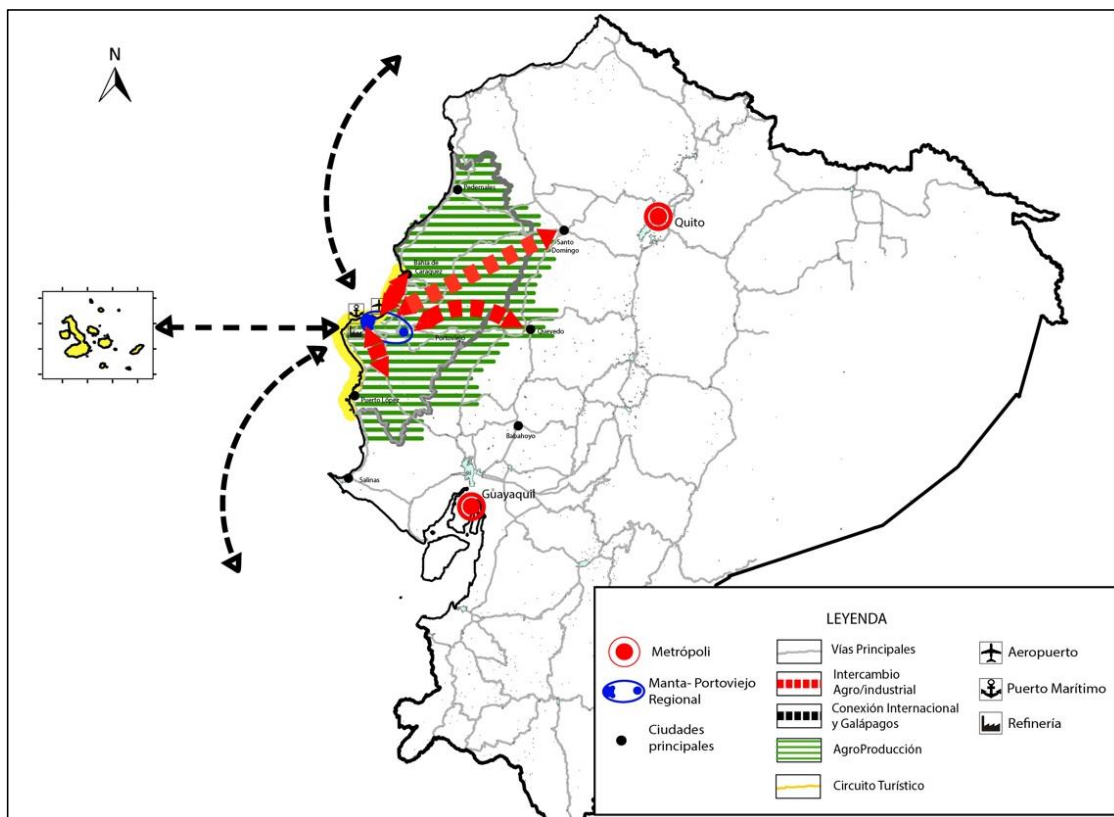 N
Pedernales
Quito
Santo
Domingo
Bahía de
Caráquez
Portoviejo
Quevedo
Puerto López
Babahoyo
Salinas
Guayaquil
LEYENDA
Metrópoli
Manta- Portoviejo
Regional
Ciudades
principales
Vías Principales
Intercambio
Agro/industrial
Conexión Internacional
y Galápagos
AgroProducción
Circuito Turístico
Aeropuerto
Puerto Marítimo
Refinería